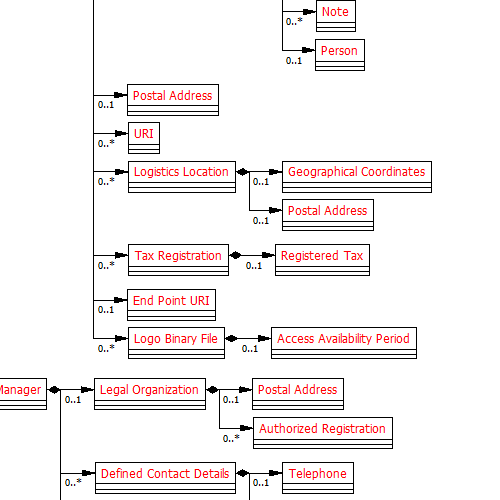 Note
0..*
Person
0..1
Postal Address
0..1
URI
0..*
Logistics Location
Geographical Coordinates
0..*
0..1
Postal Address
0..1
Tax Registration
Registered Tax
0..*
0..1
End Point URI
0..1
Logo Binary File
Access Availability Period
0..*
0..1
Manager
Legal Organization
Postal Address
0..1
0..1
Authorized Registration
0..*
Defined Contact Details
Telephone
0..*
0..1